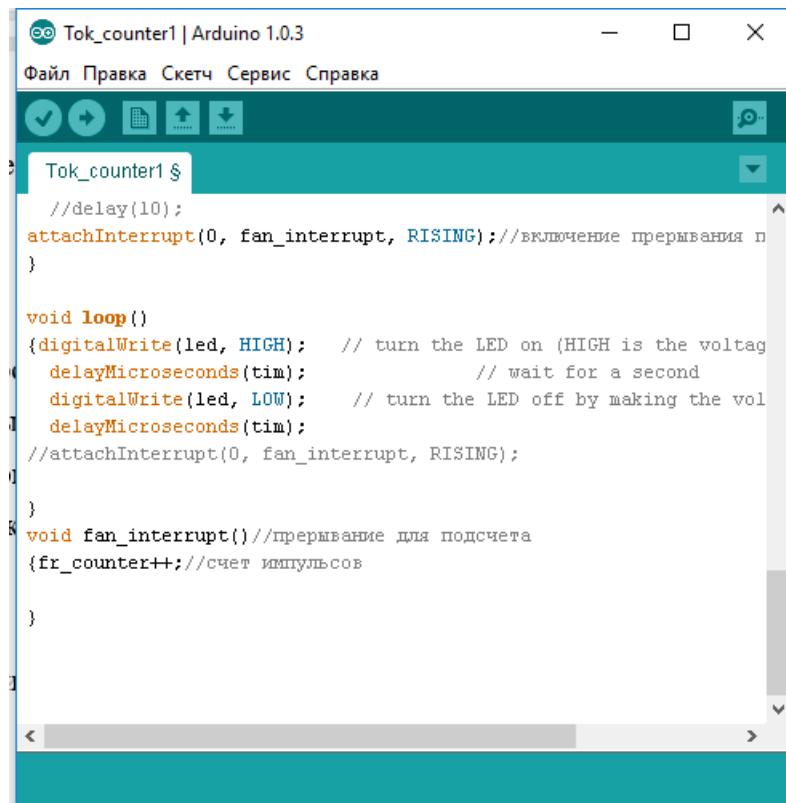 Tok_counter1 | Arduino 1.0.3
Файл Правка Скетч Сервис Справка
Tok_counter1 §
//delay(10);
attachInterrupt(0, fan_interrupt, RISING);//включение прерывания п
}
void loop()
{digitalWrite(led, HIGH);   // turn the LED on (HIGH is the voltag
delayMicroseconds(tim);               // wait for a second
digitalWrite(led, LOW);    // turn the LED off by making the vol
delayMicroseconds(tim);
//attachInterrupt(0, fan_interrupt, RISING);
}
void fan_interrupt()//прерывание для подсчета
{fr_counter++;//счет импульсов
}